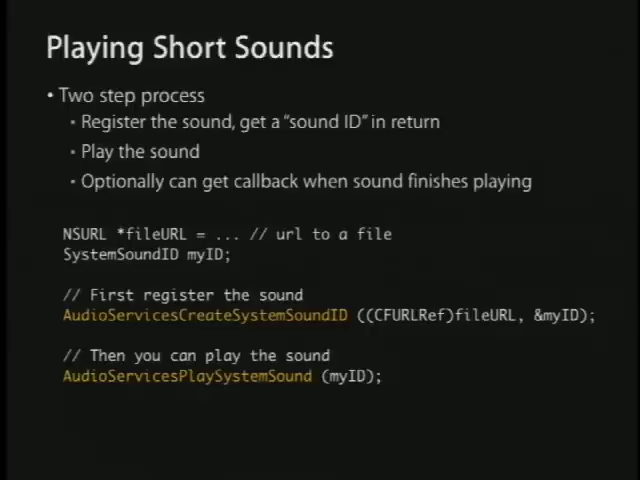 Playing Short Sounds
• Two step process
▪ Register the sound, get a “sound ID” in return
▪ Play the sound
▪ Optionally can get callback when sound finishes playing
NSURL *fileURL = ... // url to a file
SystemSoundID myID;
// First register the sound
AudioServicesCreateSystemSoundID ((CFURLRef)fileURL, &myID);
// Then you can play the sound
AudioServicesPlaySystemSound (myID);